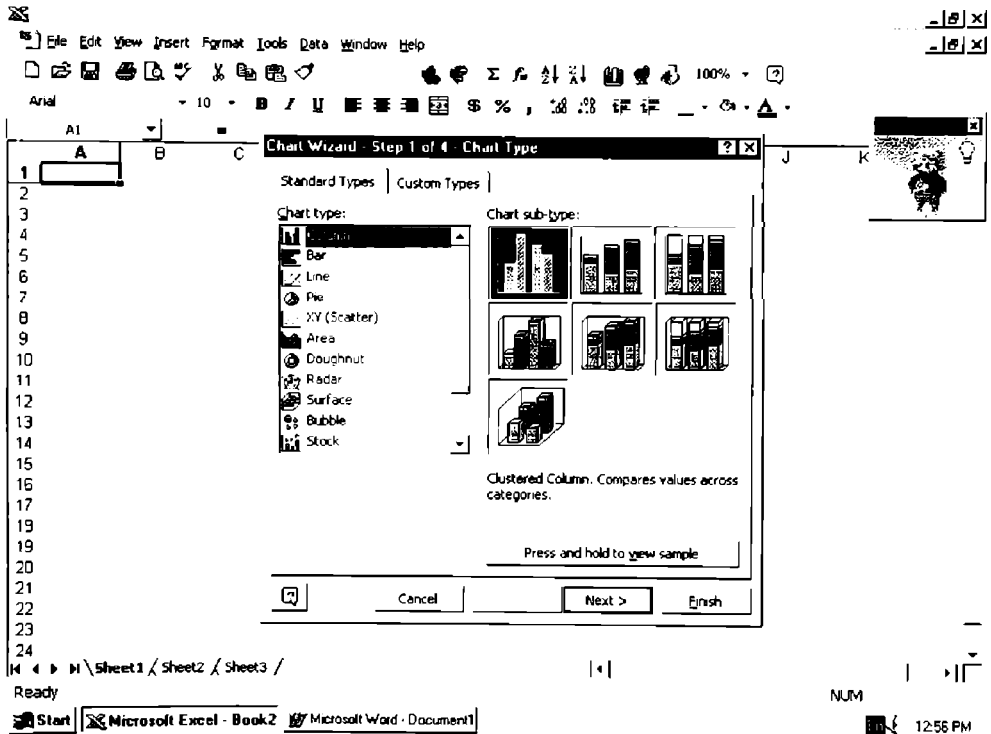 File Edit View Insert Format Tools Data Window Help
100%
Arial 10 B I U $ % ,
A1 =
A B C J K
Chart Wizard - Step 1 of 4 - Chart Type
Standard Types Custom Types
Chart type:
Column
Bar
Line
Pie
XY (Scatter)
Area
Doughnut
Radar
Surface
Bubble
Stock
Chart sub-type:
Clustered Column. Compares values across
categories.
Press and hold to view sample
Cancel Next > Finish
1
2
3
4
5
6
7
8
9
10
11
12
13
14
15
16
17
19
19
20
21
22
23
24
Sheet1 Sheet2 Sheet3
Ready NUM
Start Microsoft Excel - Book2 Microsoft Word - Document1 12:56 PM